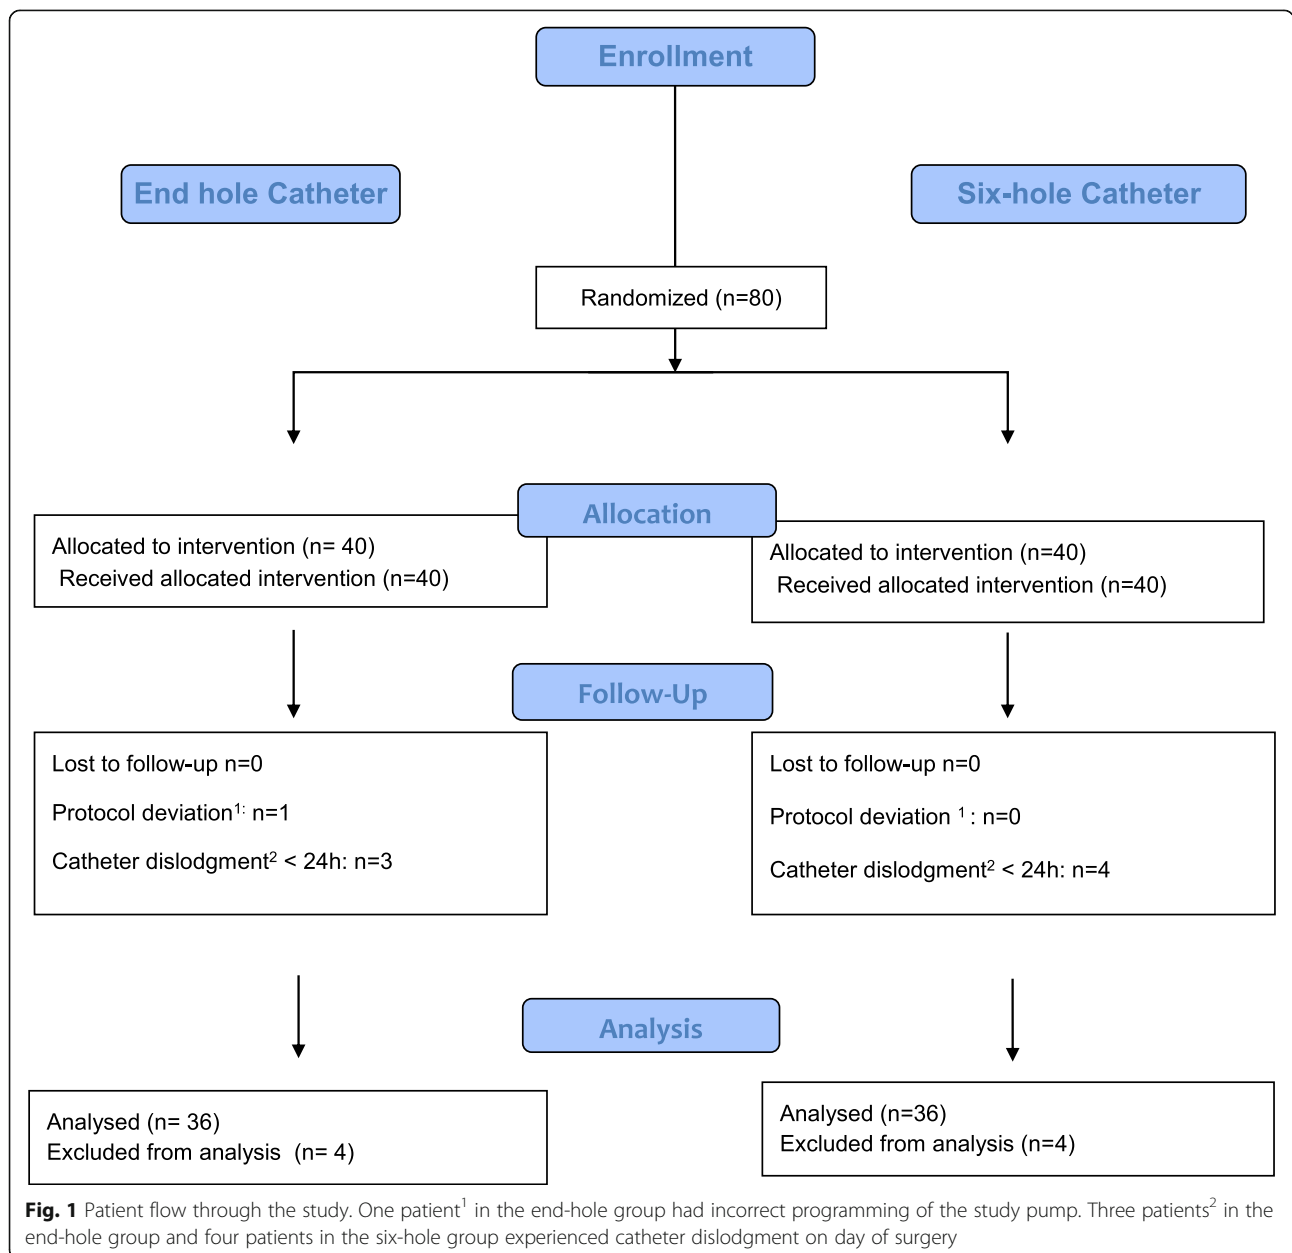 Enrollment
End hole Catheter
Six-hole Catheter
Randomized (n=80)
Allocation
Allocated to intervention (n= 40)
Received allocated intervention (n=40)
Allocated to intervention (n=40)
Received allocated intervention (n=40)
Follow-Up
Lost to follow-up n=0
Protocol deviation¹: n=1
Catheter dislodgment² < 24h: n=3
Lost to follow-up n=0
Protocol deviation ¹ : n=0
Catheter dislodgment² < 24h: n=4
Analysis
Analysed (n= 36)
Excluded from analysis (n= 4)
Analysed (n=36)
Excluded from analysis (n=4)
Fig. 1 Patient flow through the study. One patient¹ in the end-hole group had incorrect programming of the study pump. Three patients² in the
end-hole group and four patients in the six-hole group experienced catheter dislodgment on day of surgery